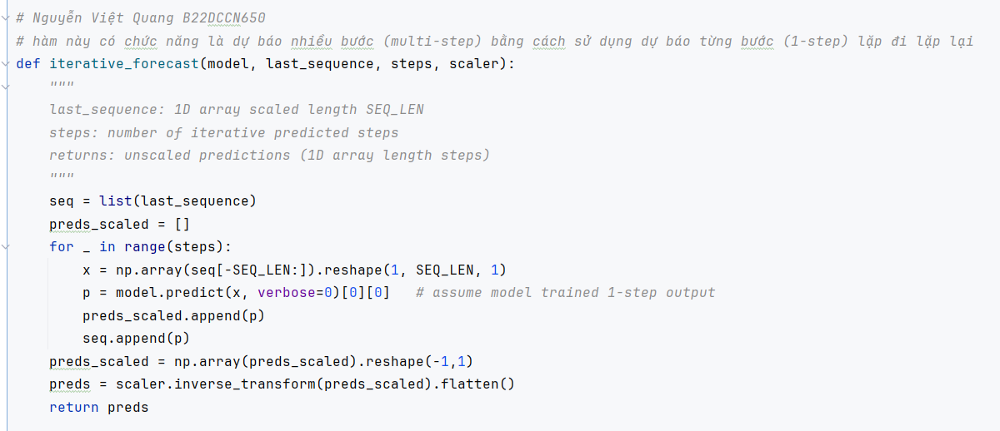 # Nguyễn Việt Quang B22DCCN650
# hàm này có chức năng là dự báo nhiều bước (multi-step) bằng cách sử dụng dự báo từng bước (1-step) lặp đi lặp lại
def iterative_forecast(model, last_sequence, steps, scaler):
    """
    last_sequence: 1D array scaled length SEQ_LEN
    steps: number of iterative predicted steps
    returns: unscaled predictions (1D array length steps)
    """
    seq = list(last_sequence)
    preds_scaled = []
    for _ in range(steps):
        x = np.array(seq[-SEQ_LEN:]).reshape(1, SEQ_LEN, 1)
        p = model.predict(x, verbose=0)[0][0]   # assume model trained 1-step output
        preds_scaled.append(p)
        seq.append(p)
    preds_scaled = np.array(preds_scaled).reshape(-1,1)
    preds = scaler.inverse_transform(preds_scaled).flatten()
    return preds